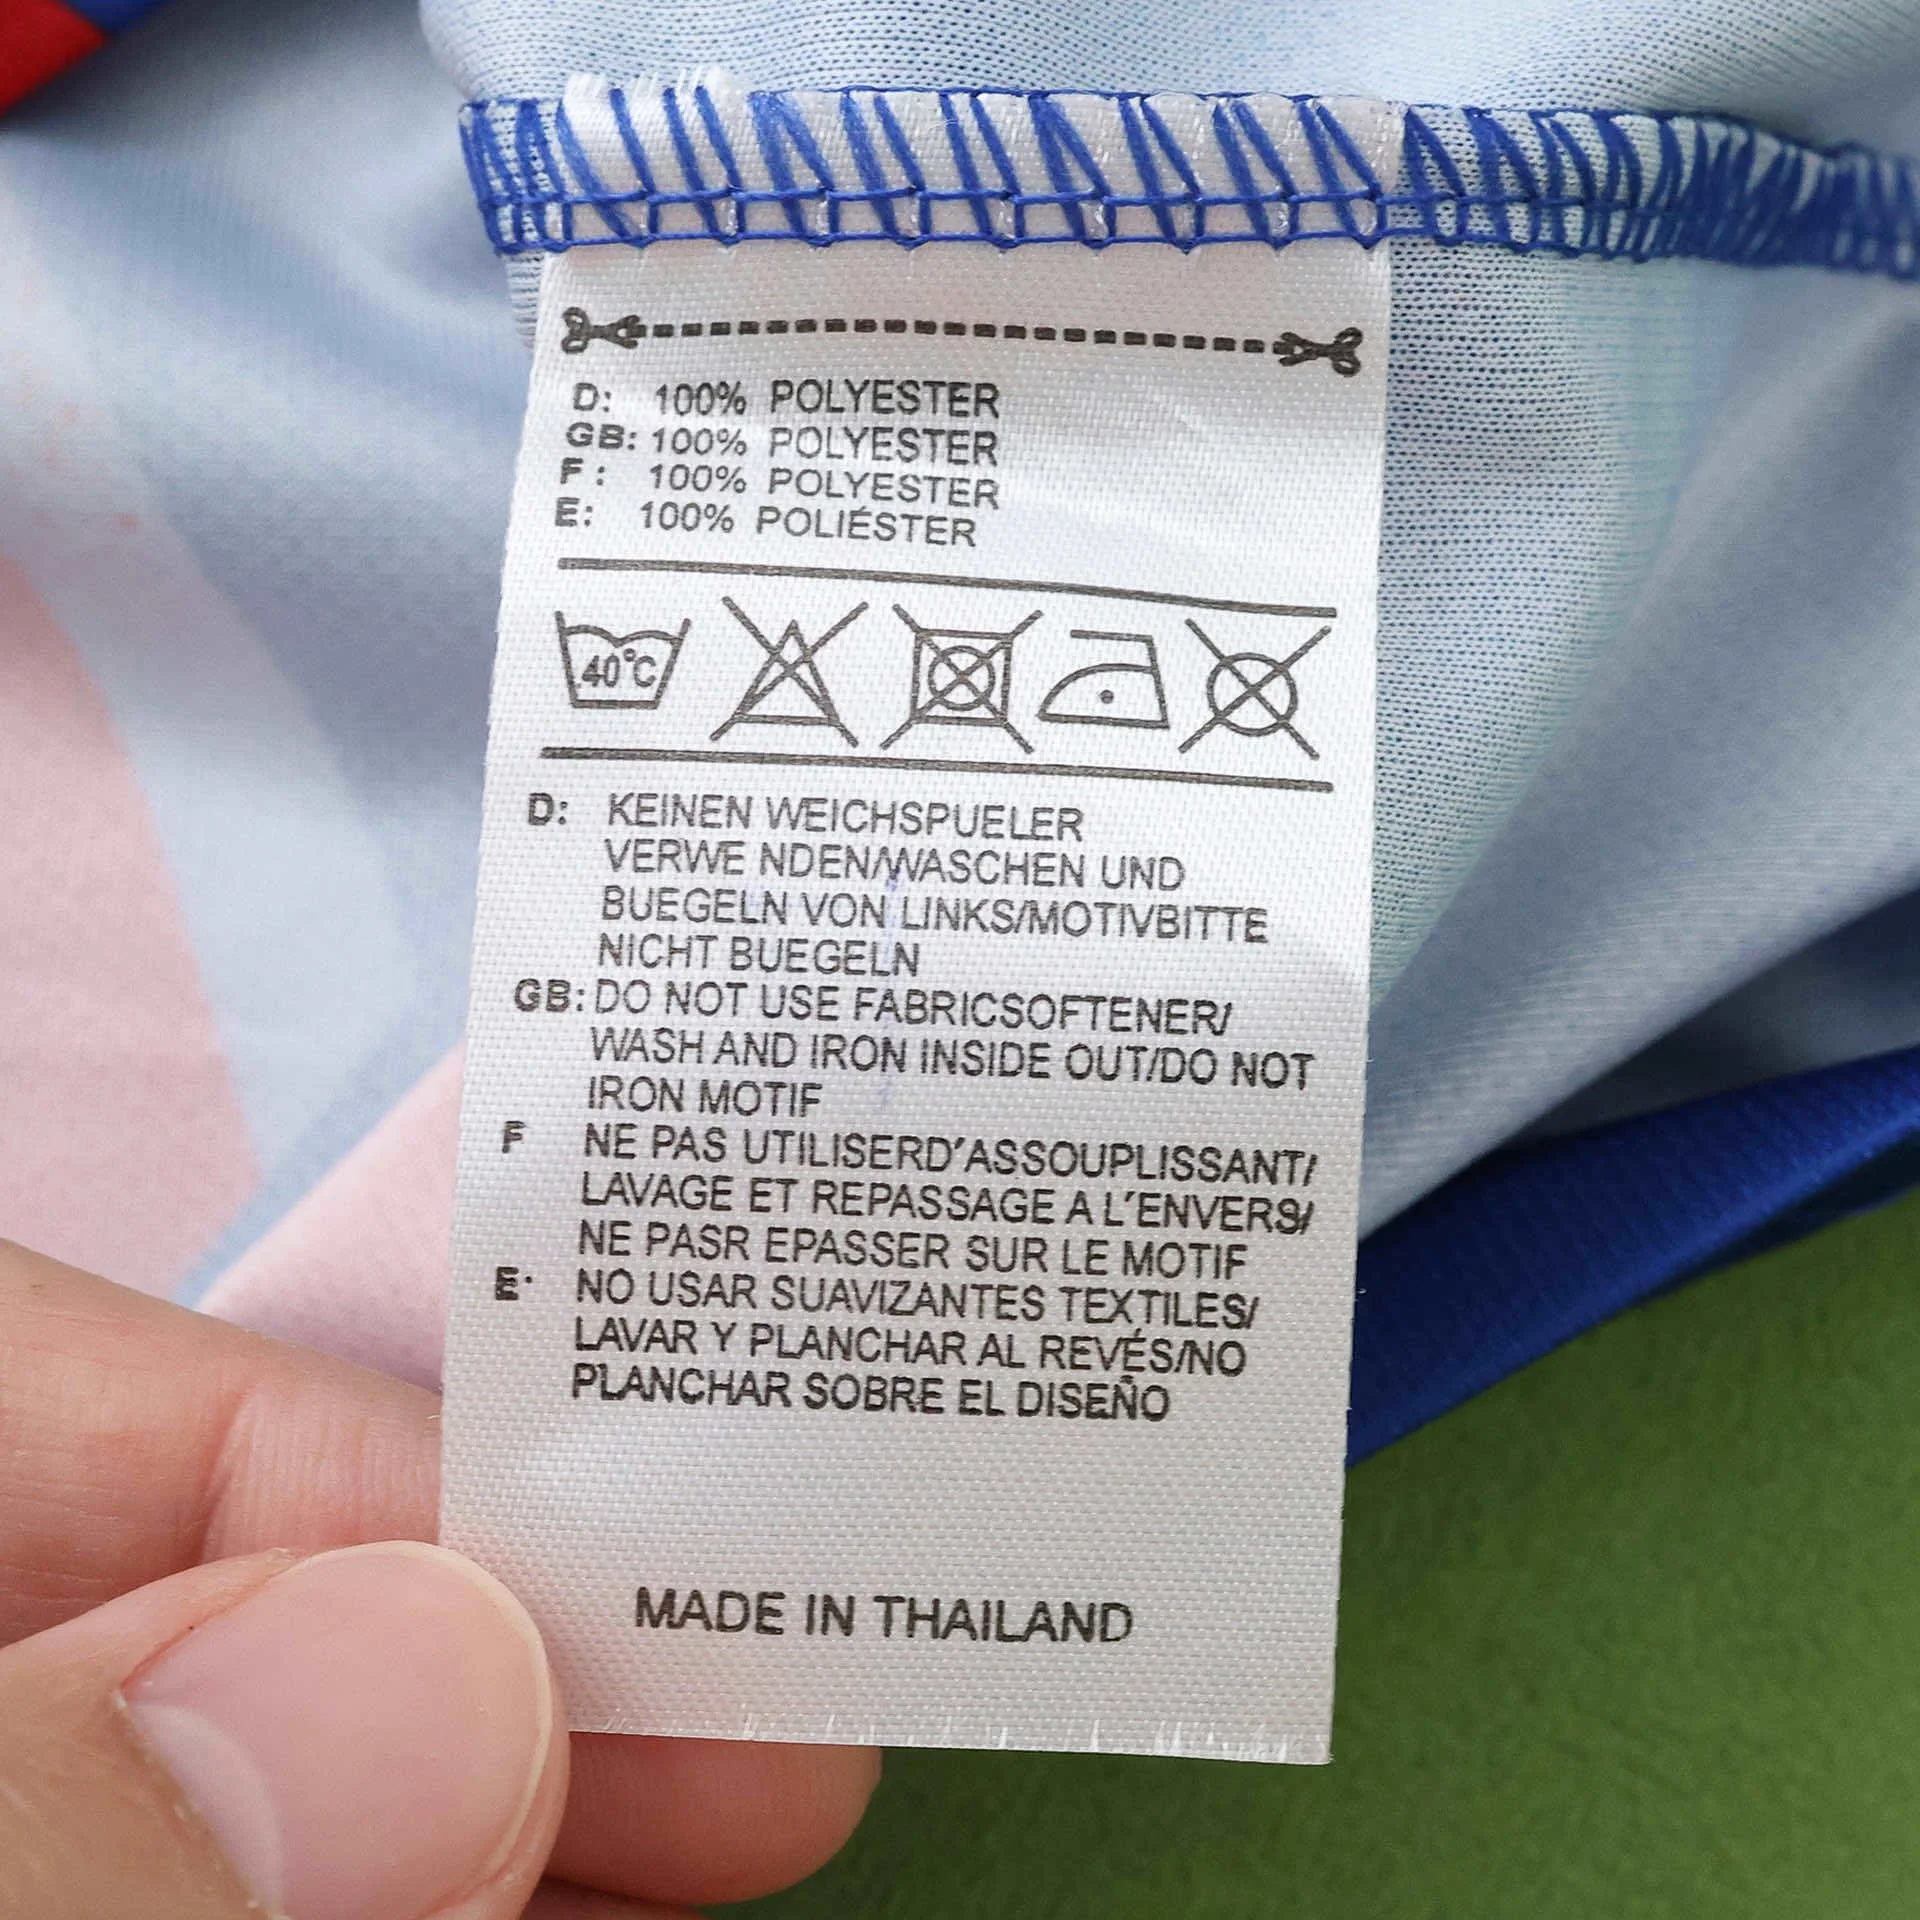 D: 100% POLYESTER
GB: 100% POLYESTER
F: 100% POLYESTER
E: 100% POLIÉSTER
40°C
D: KEINEN WEICHSPUELER
VERWE NDEN/WASCHEN UND
BUEGELN VON LINKS/MOTIVBITTE
NICHT BUEGELN
GB: DO NOT USE FABRICSOFTENER/
WASH AND IRON INSIDE OUT/DO NOT
IRON MOTIF
F NE PAS UTILISERD'ASSOUPLISSANT/
LAVAGE ET REPASSAGE A L'ENVERS/
NE PASR EPASSER SUR LE MOTIF
E· NO USAR SUAVIZANTES TEXTILES/
LAVAR Y PLANCHAR AL REVÉS/NO
PLANCHAR SOBRE EL DISEÑO
MADE IN THAILAND